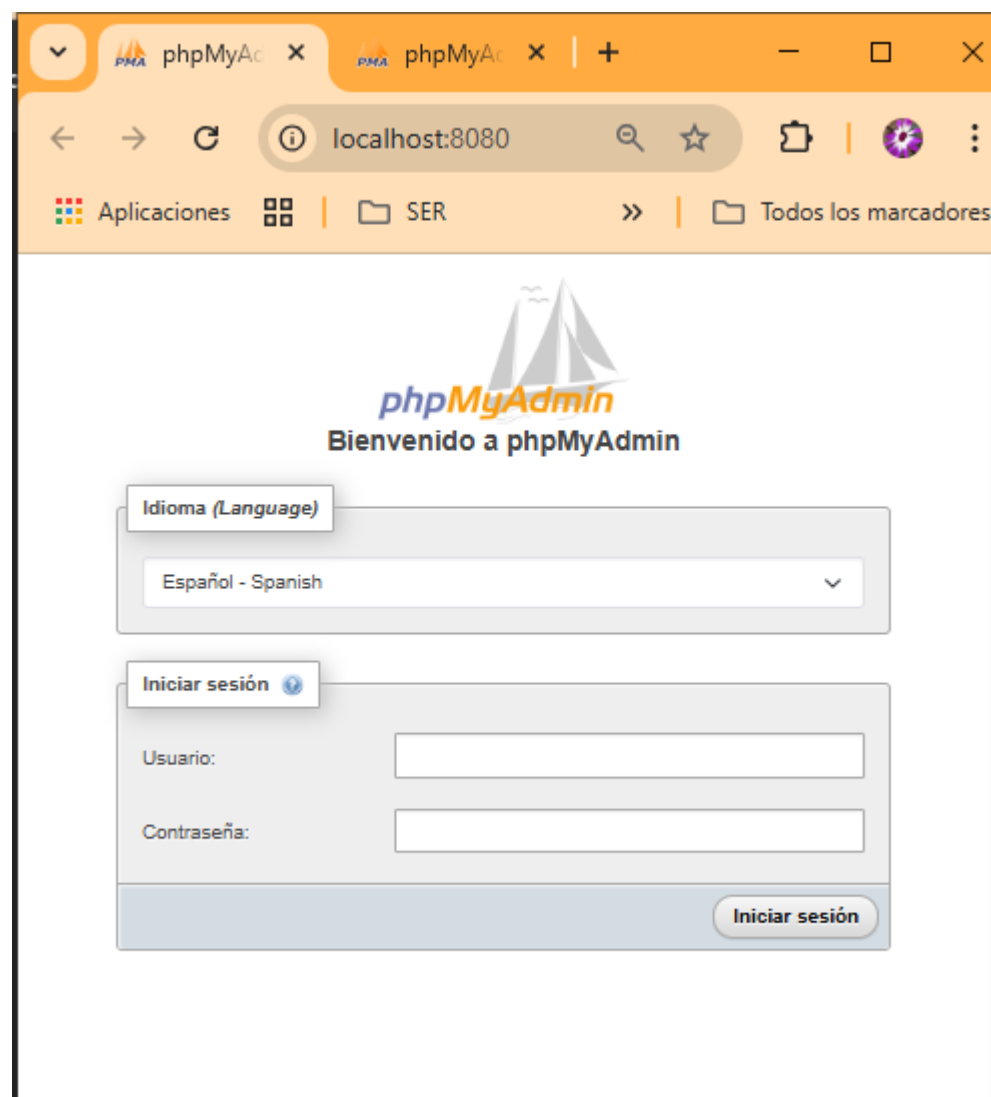 phpMyAc
phpMyAc
localhost:8080
Aplicaciones
SER
Todos los marcadores
phpMyAdmin
Bienvenido a phpMyAdmin
Idioma (Language)
Español - Spanish
Iniciar sesión
Usuario:
Contraseña:
Iniciar sesión